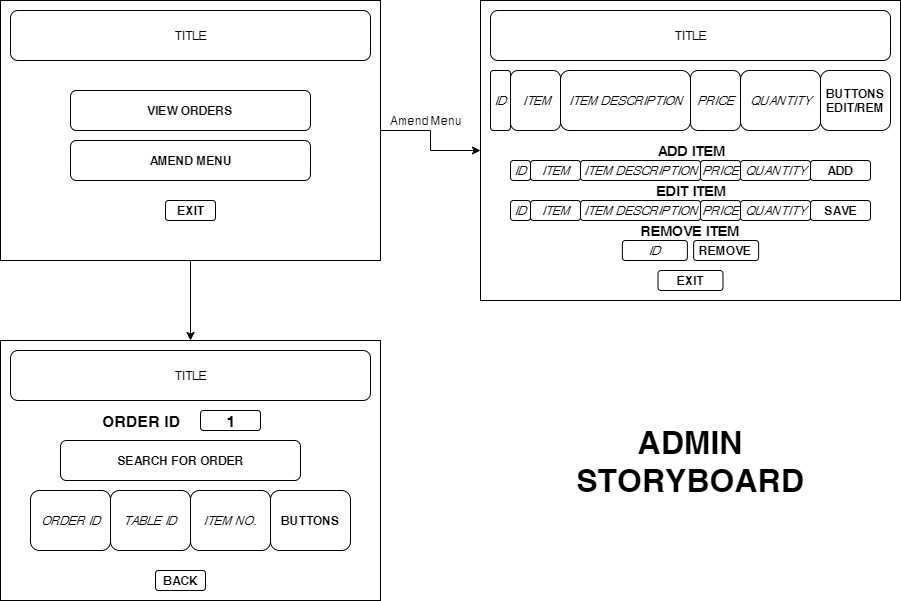 TITLE
VIEW ORDERS
AMEND MENU
EXIT
Amend Menu
TITLE
ID ITEM ITEM DESCRIPTION PRICE QUANTITY BUTTONS
EDIT/REM
ADD ITEM
ID ITEM ITEM DESCRIPTION PRICE QUANTITY ADD
EDIT ITEM
ID ITEM ITEM DESCRIPTION PRICE QUANTITY SAVE
REMOVE ITEM
ID REMOVE
EXIT
TITLE
ORDER ID 1
SEARCH FOR ORDER
ORDER ID TABLE ID ITEM NO. BUTTONS
BACK
ADMIN
STORYBOARD